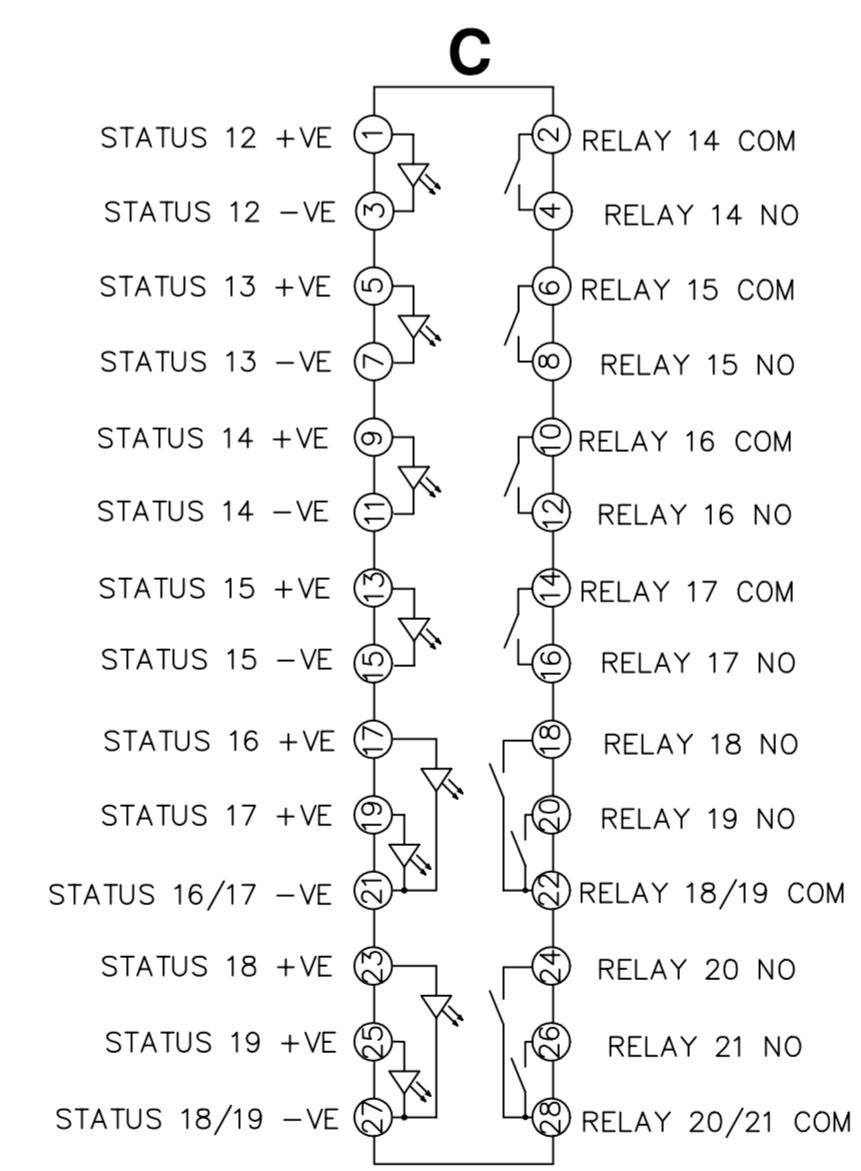 C
STATUS 12 +VE 1 2 RELAY 14 COM
STATUS 12 −VE 3 4 RELAY 14 NO
STATUS 13 +VE 5 6 RELAY 15 COM
STATUS 13 −VE 7 8 RELAY 15 NO
STATUS 14 +VE 9 10 RELAY 16 COM
STATUS 14 −VE 11 12 RELAY 16 NO
STATUS 15 +VE 13 14 RELAY 17 COM
STATUS 15 −VE 15 16 RELAY 17 NO
STATUS 16 +VE 17 18 RELAY 18 NO
STATUS 17 +VE 19 20 RELAY 19 NO
STATUS 16/17 −VE 21 22 RELAY 18/19 COM
STATUS 18 +VE 23 24 RELAY 20 NO
STATUS 19 +VE 25 26 RELAY 21 NO
STATUS 18/19 −VE 27 28 RELAY 20/21 COM